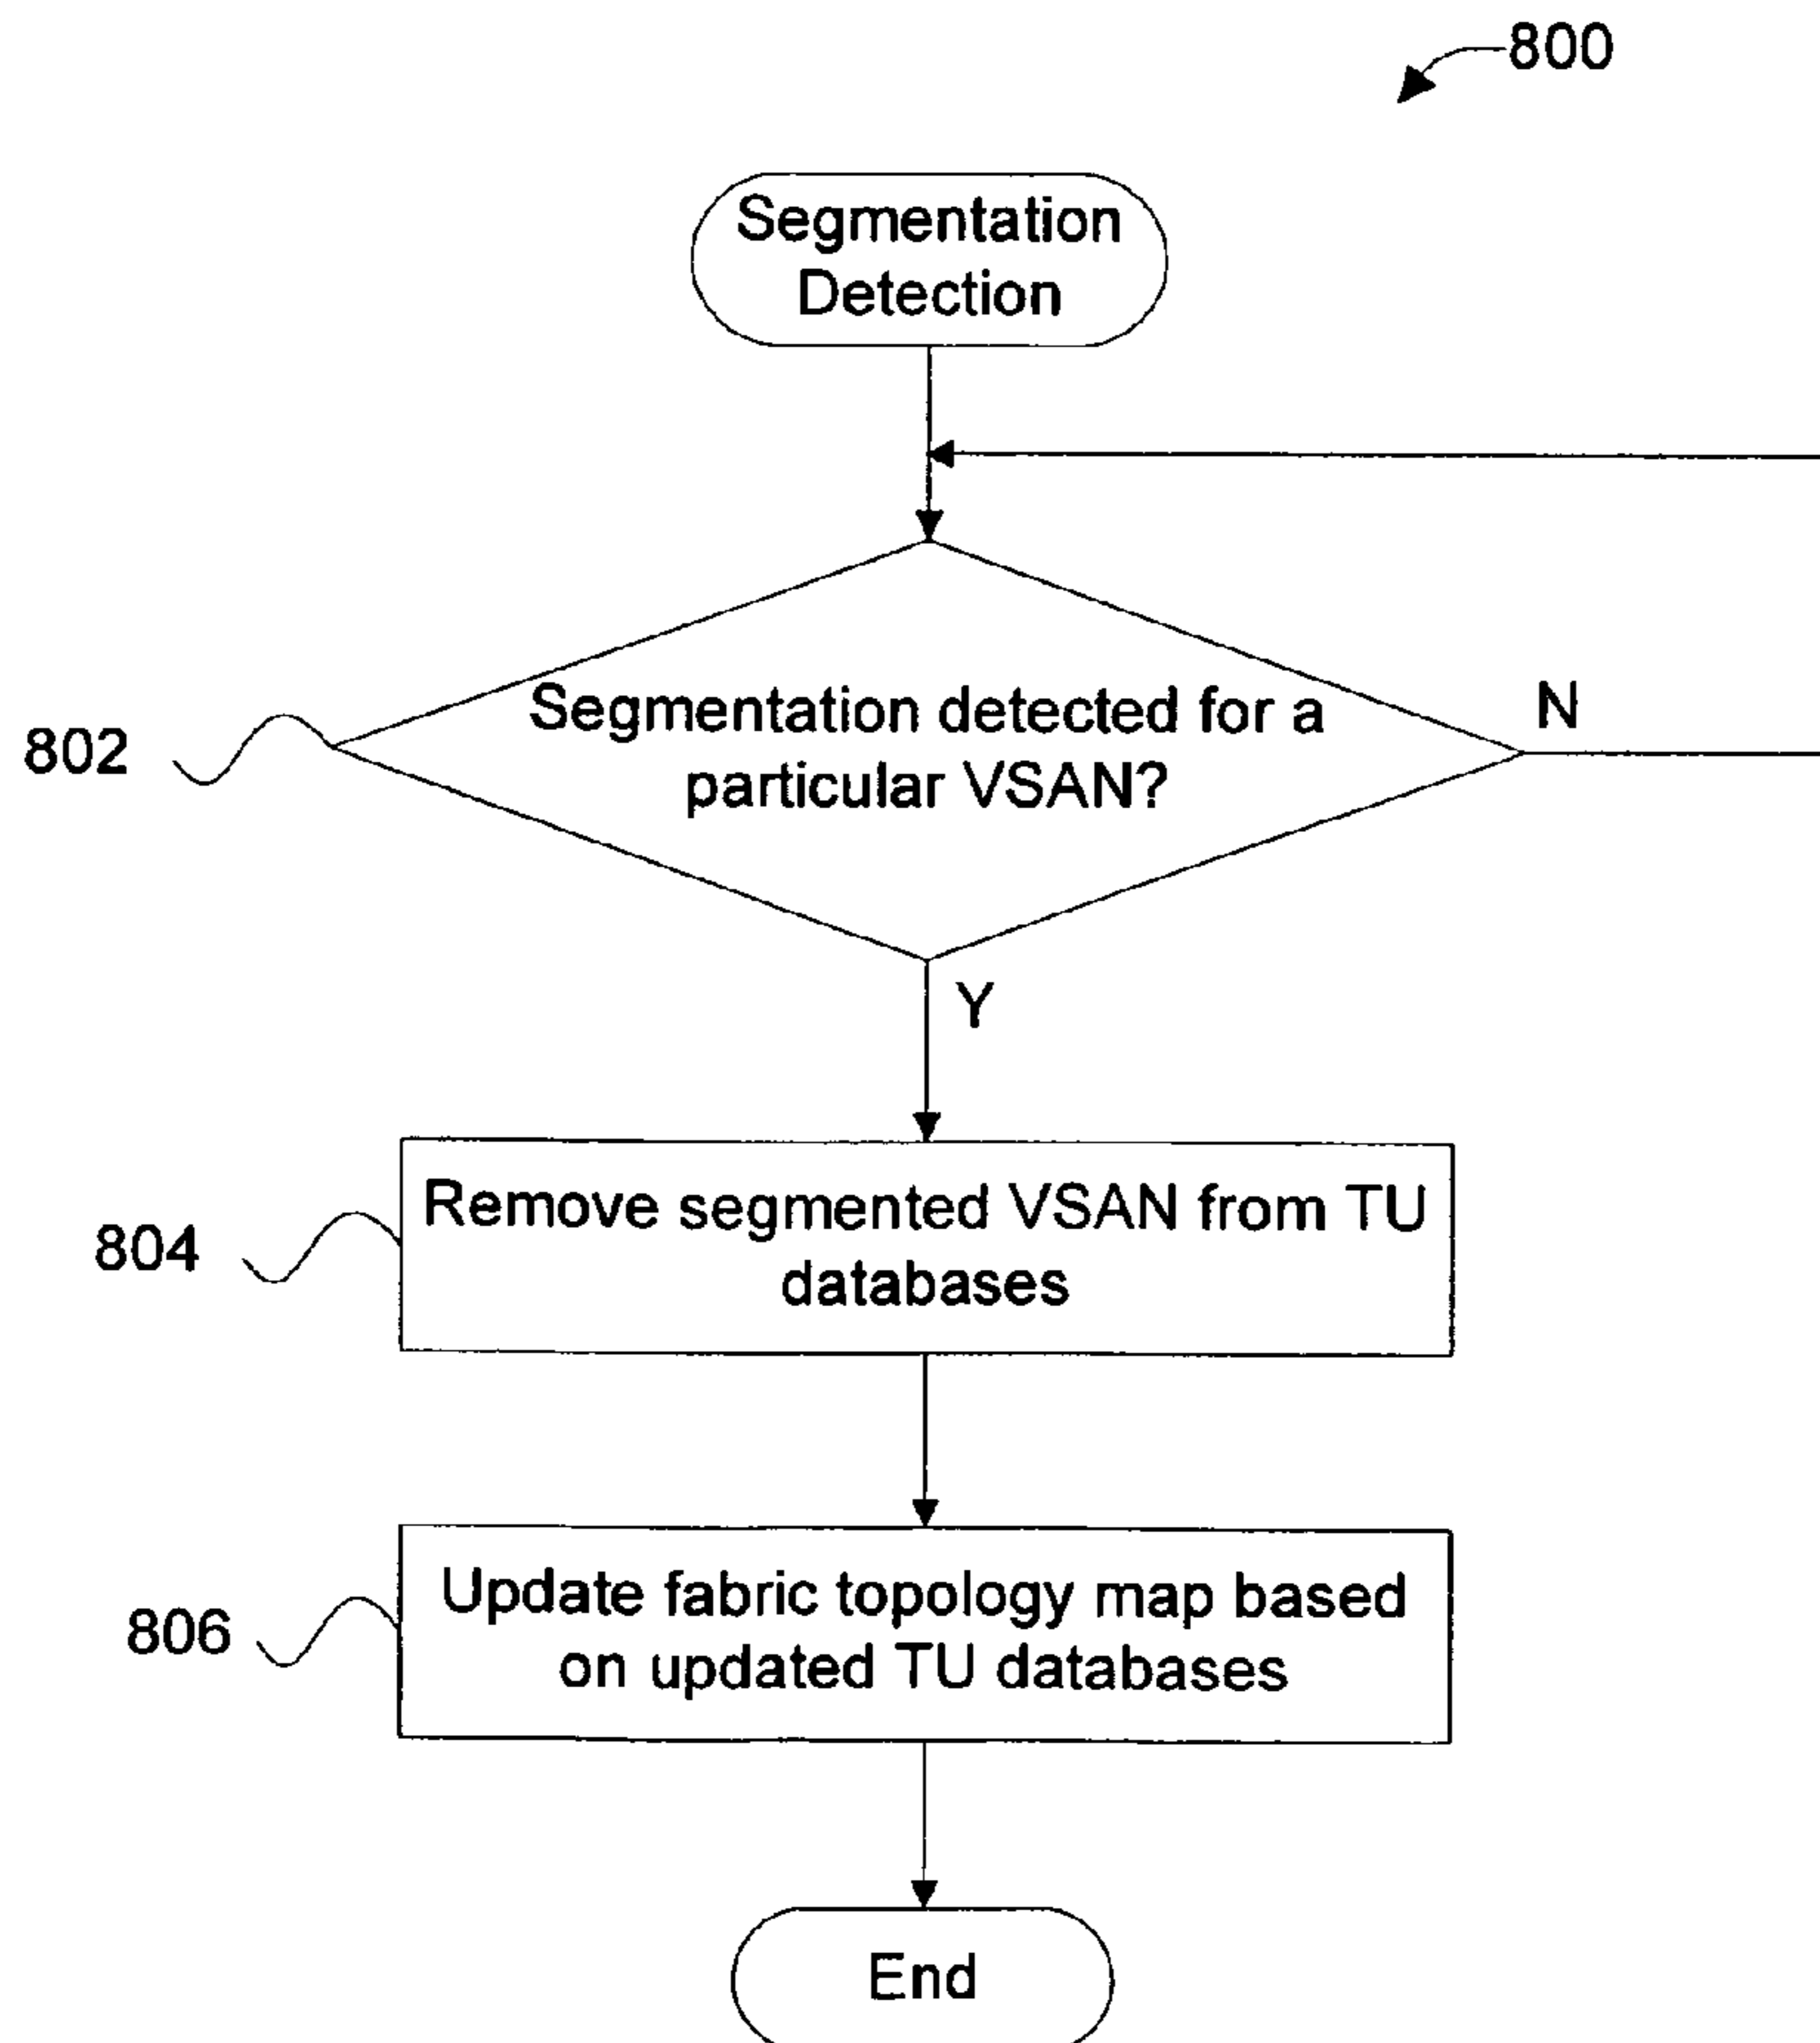 800
Segmentation
Detection
Segmentation detected for a
particular VSAN?
N
802
Y
Remove segmented VSAN from TU
databases
804
Update fabric topology map based
on updated TU databases
806
End